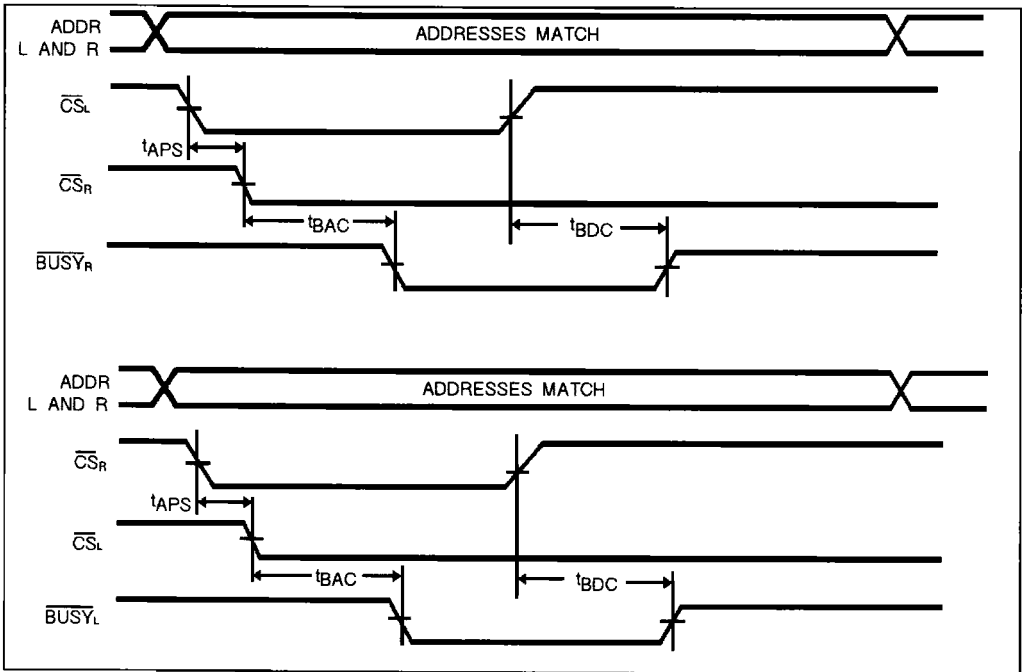 ADDR
L AND R
ADDRESSES MATCH
CSL
tAPS
CSR
tBAC
tBDC
BUSYR
ADDR
L AND R
ADDRESSES MATCH
CSR
tAPS
CSL
tBAC
tBDC
BUSYL